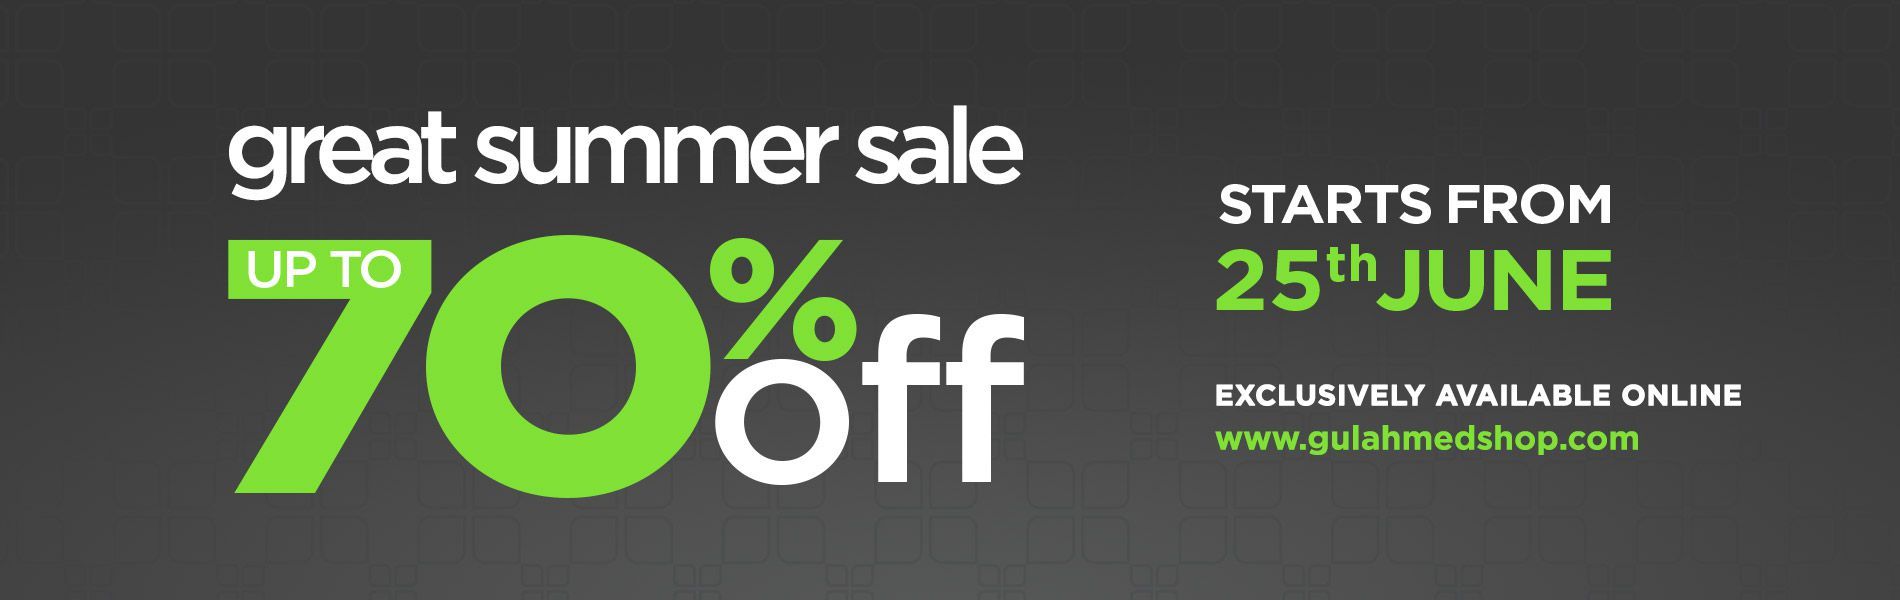 great summer sale
UP TO
70% off
STARTS FROM
25th JUNE
EXCLUSIVELY AVAILABLE ONLINE
www.gulahmedshop.com